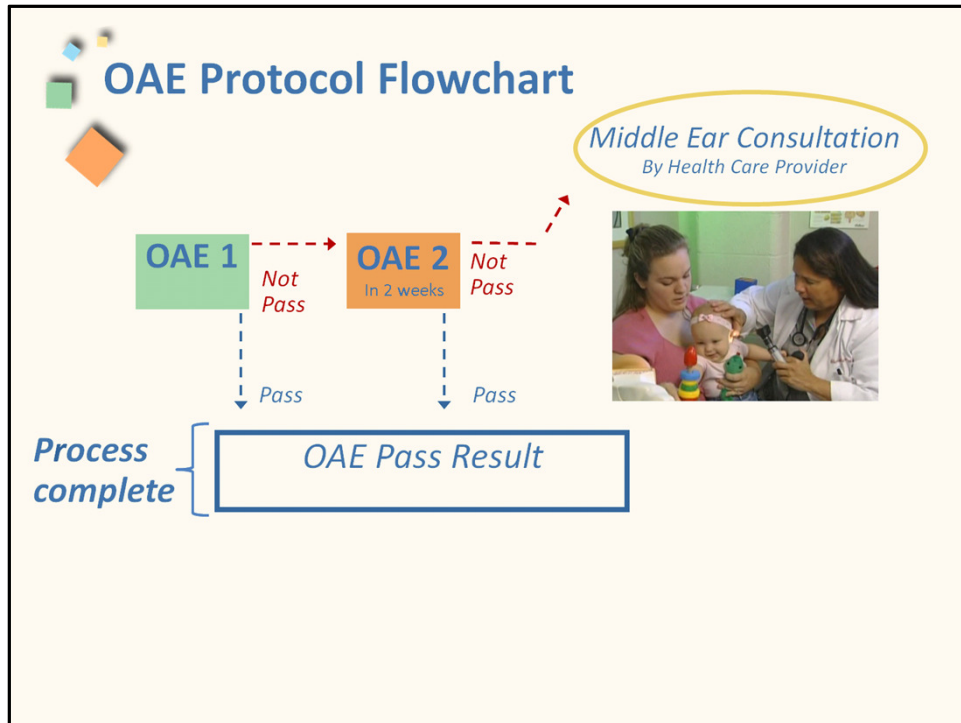 OAE Protocol Flowchart
Middle Ear Consultation
By Health Care Provider
OAE 1
Not
Pass
OAE 2
In 2 weeks
Not
Pass
Pass
Pass
Process
complete
OAE Pass Result